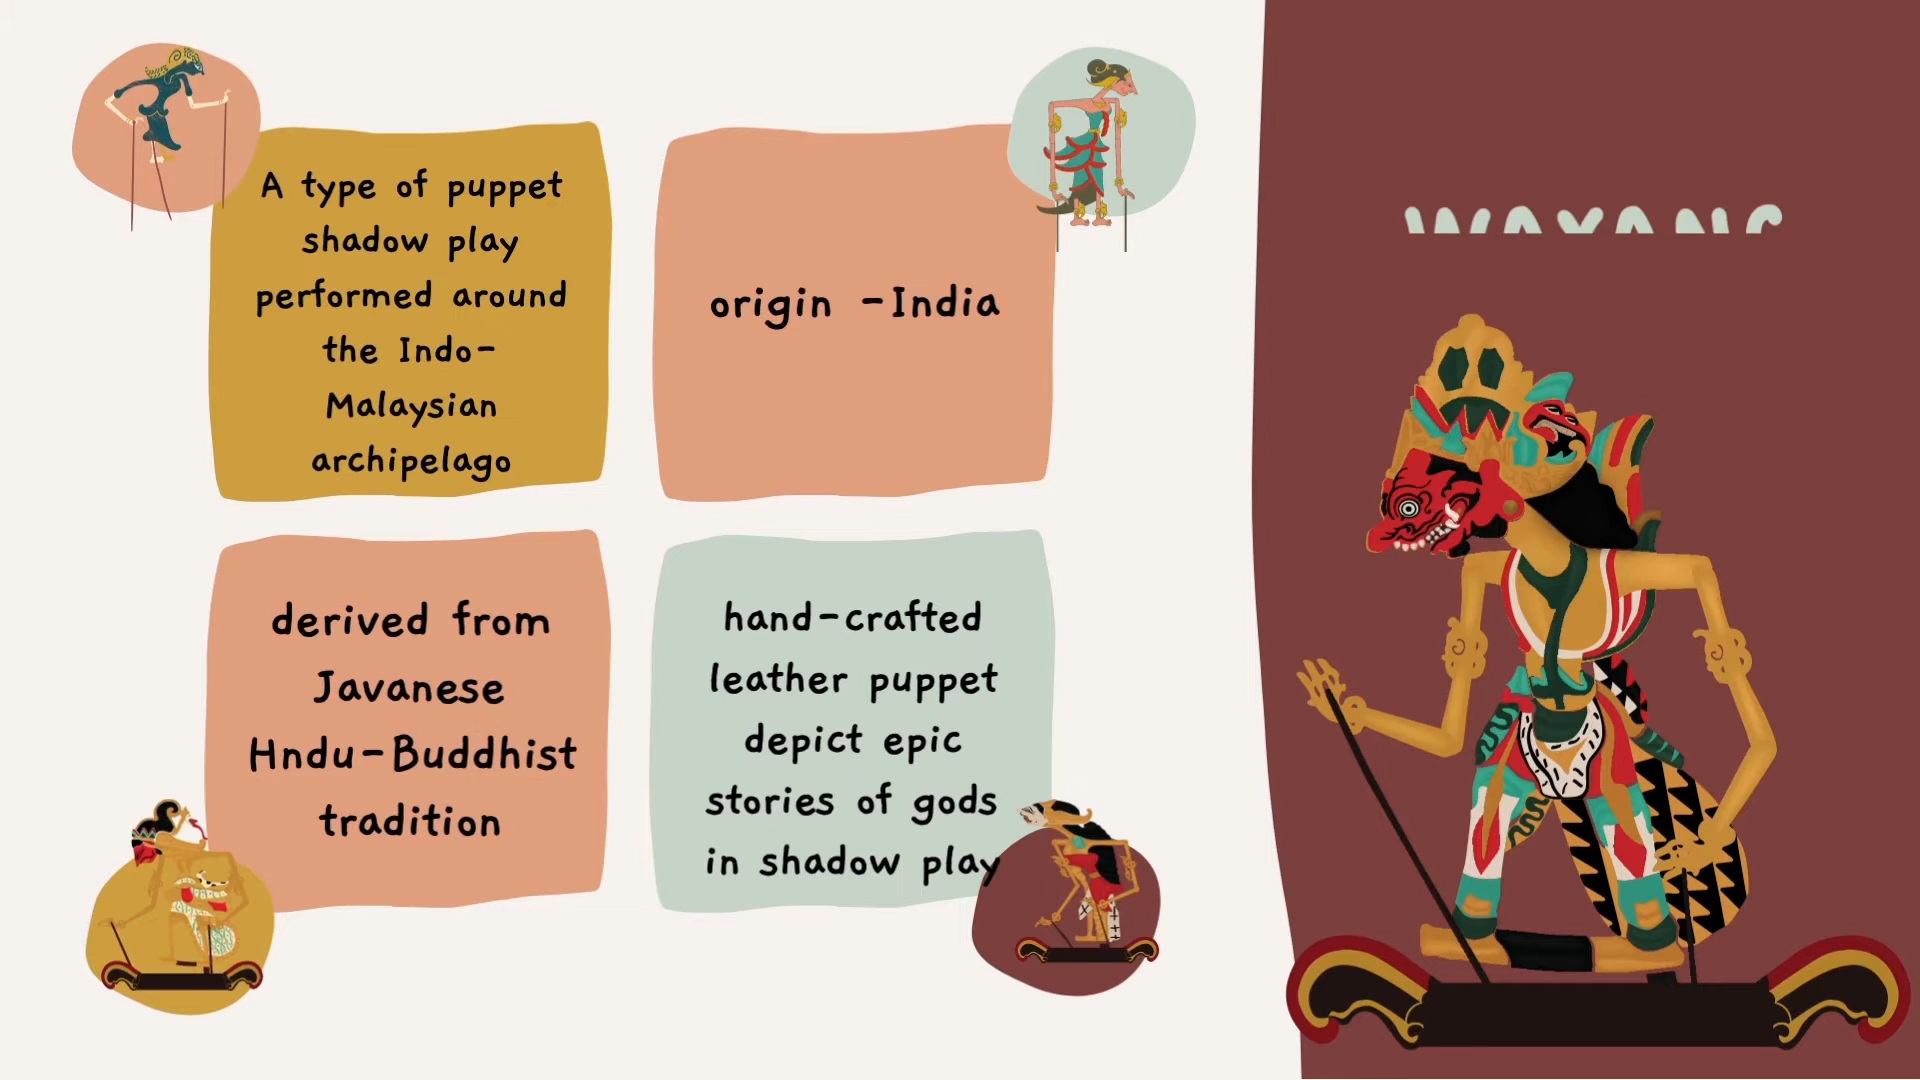 A type of puppet
shadow play
performed around
the Indo-
Malaysian
archipelago
origin -India
derived from
Javanese
Hndu-Buddhist
tradition
hand-crafted
leather puppet
depict epic
stories of gods
in shadow play